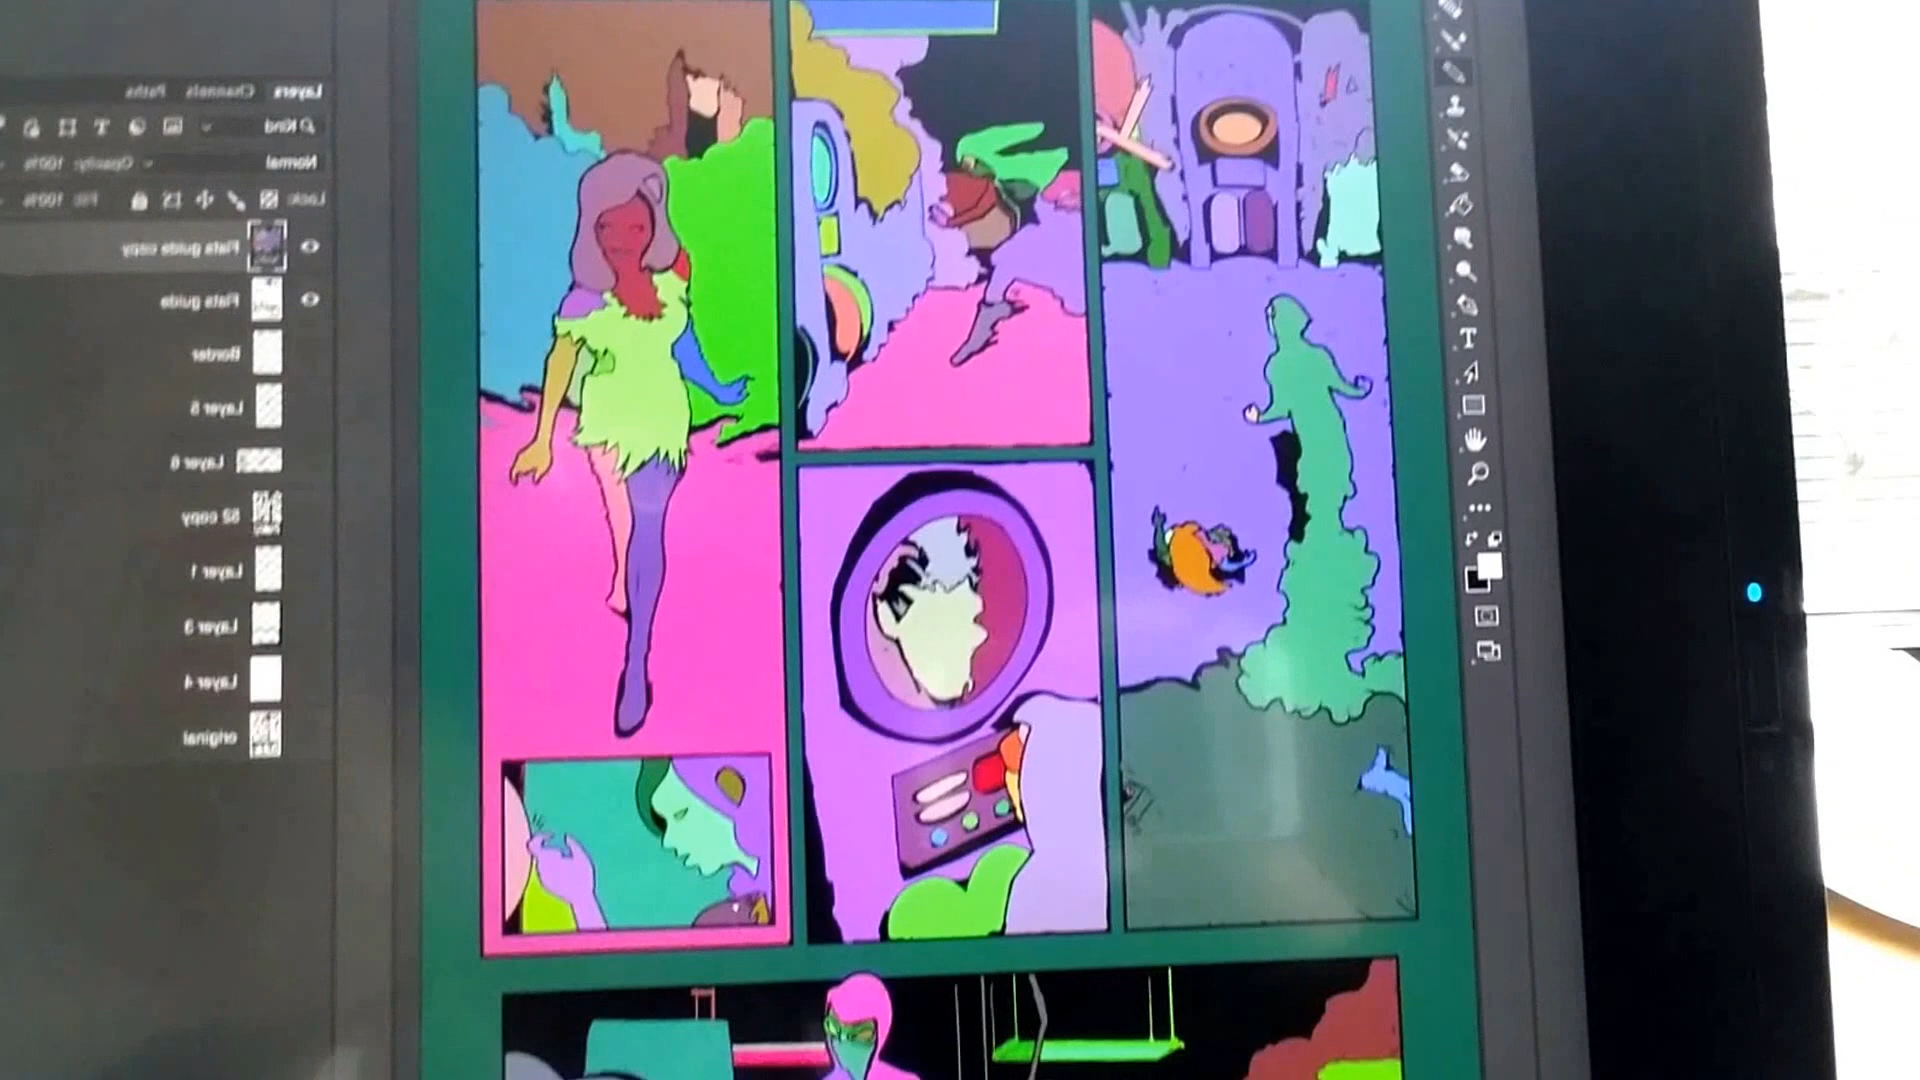 Layers Channels Paths
Kind
Normal Opacity: 100%
Lock: Fill: 100%
Flats guide copy
Flats guide
Border
Layer 5
Layer 6
52 copy
Layer 1
Layer 3
Layer 4
original